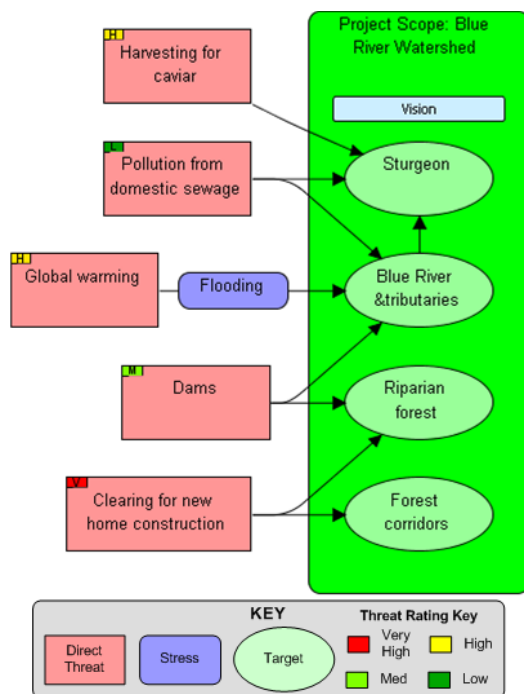 Project Scope: Blue
River Watershed
Vision
H
Harvesting for
caviar
Sturgeon
L
Pollution from
domestic sewage
H
Global warming
Flooding
Blue River
&tributaries
M
Dams
Riparian
forest
V
Clearing for new
home construction
Forest
corridors
KEY
Direct
Threat
Stress
Target
Threat Rating Key
Very
High
High
Med
Low